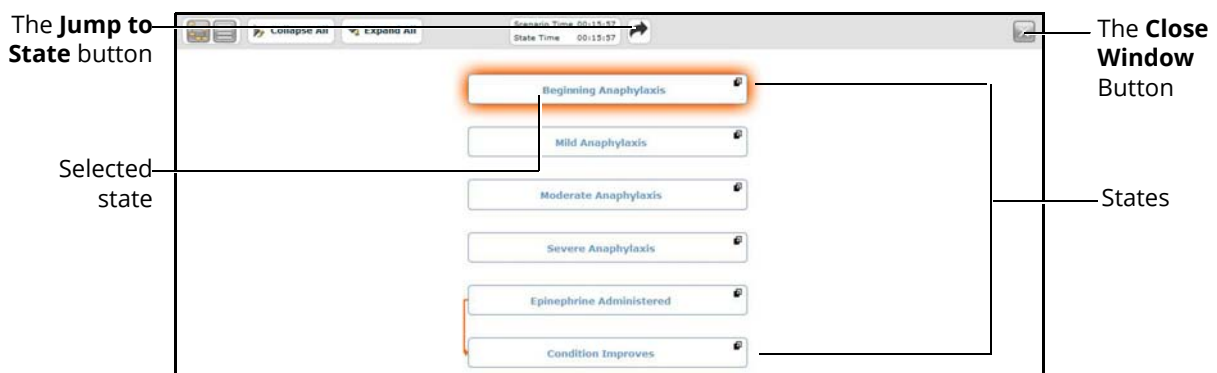 The Jump to
State button
Collapse All
Expand All
Scenario Time 00:15:57
State Time 00:15:57
The Close
Window
Button
Beginning Anaphylaxis
Mild Anaphylaxis
Selected
state
Moderate Anaphylaxis
States
Severe Anaphylaxis
Epinephrine Administered
Condition Improves